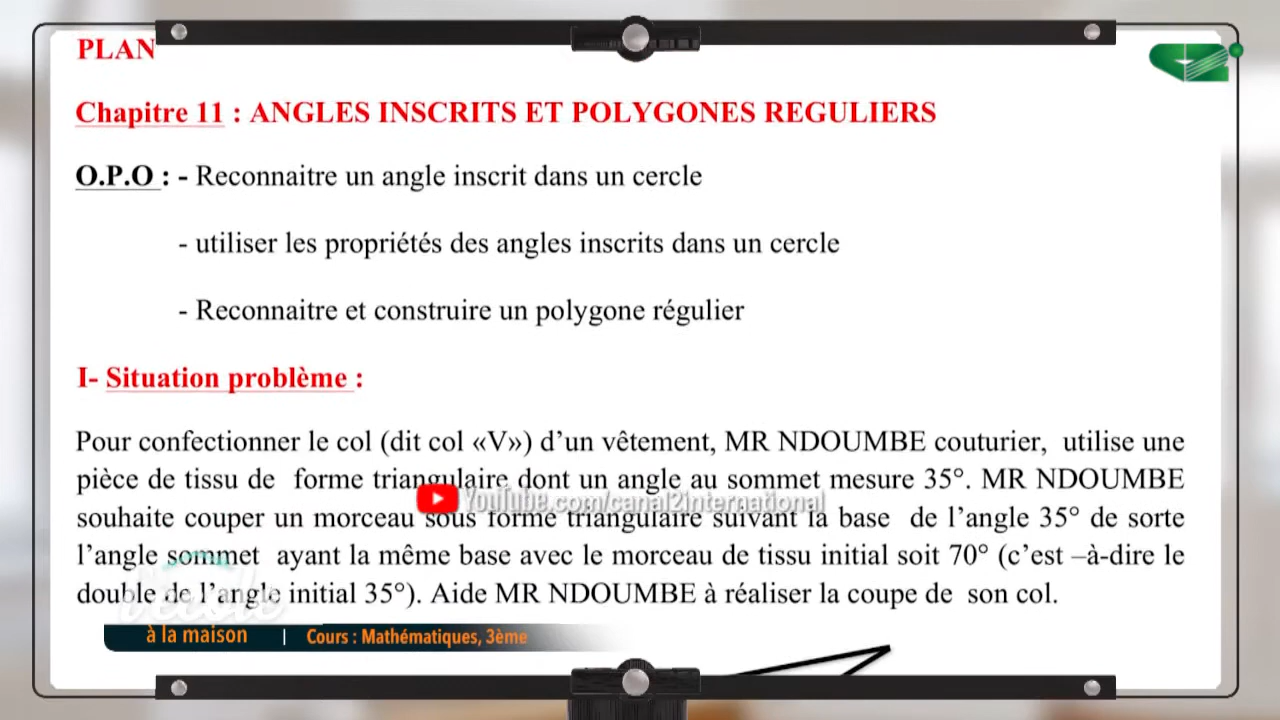 PLAN
Chapitre 11 : ANGLES INSCRITS ET POLYGONES REGULIERS
O.P.O : - Reconnaitre un angle inscrit dans un cercle
- utiliser les propriétés des angles inscrits dans un cercle
- Reconnaitre et construire un polygone régulier
I- Situation problème :
Pour confectionner le col (dit col «V») d’un vêtement, MR NDOUMBE couturier, utilise une
pièce de tissu de forme triangulaire dont un angle au sommet mesure 35°. MR NDOUMBE
YouTube.com/canal2international
souhaite couper un morceau sous forme triangulaire suivant la base de l’angle 35° de sorte
l’angle sommet ayant la même base avec le morceau de tissu initial soit 70° (c’est –à-dire le
double de l’angle initial 35°). Aide MR NDOUMBE à réaliser la coupe de son col.
l'école
à la maison | Cours : Mathématiques, 3ème